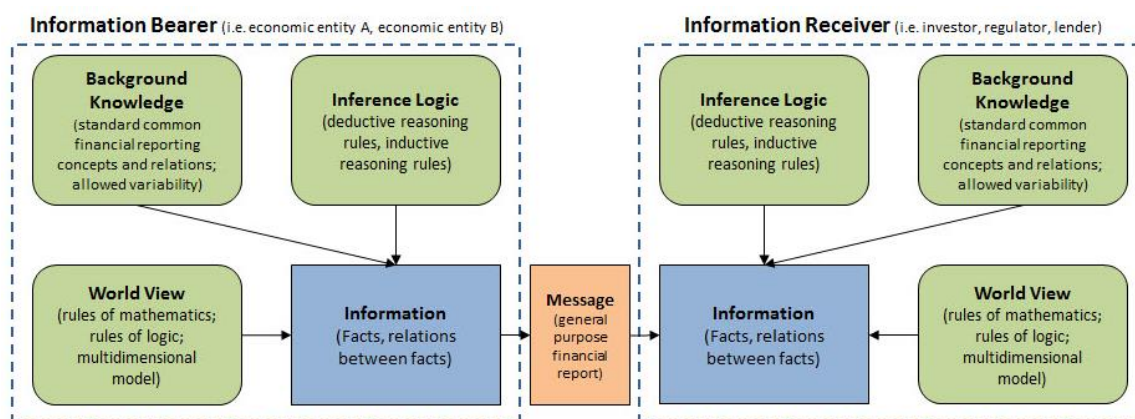 Information Bearer (i.e. economic entity A, economic entity B)
Background
Knowledge
(standard common
financial reporting
concepts and relations;
allowed variability)
Inference Logic
(deductive reasoning
rules, inductive
reasoning rules)
World View
(rules of mathematics;
rules of logic;
multidimensional
model)
Information
(Facts, relations
between facts)
Message
(general
purpose
financial
report)
Information Receiver (i.e. investor, regulator, lender)
Inference Logic
(deductive reasoning
rules, inductive
reasoning rules)
Background
Knowledge
(standard common
financial reporting
concepts and relations;
allowed variability)
Information
(Facts, relations
between facts)
World View
(rules of mathematics;
rules of logic;
multidimensional
model)